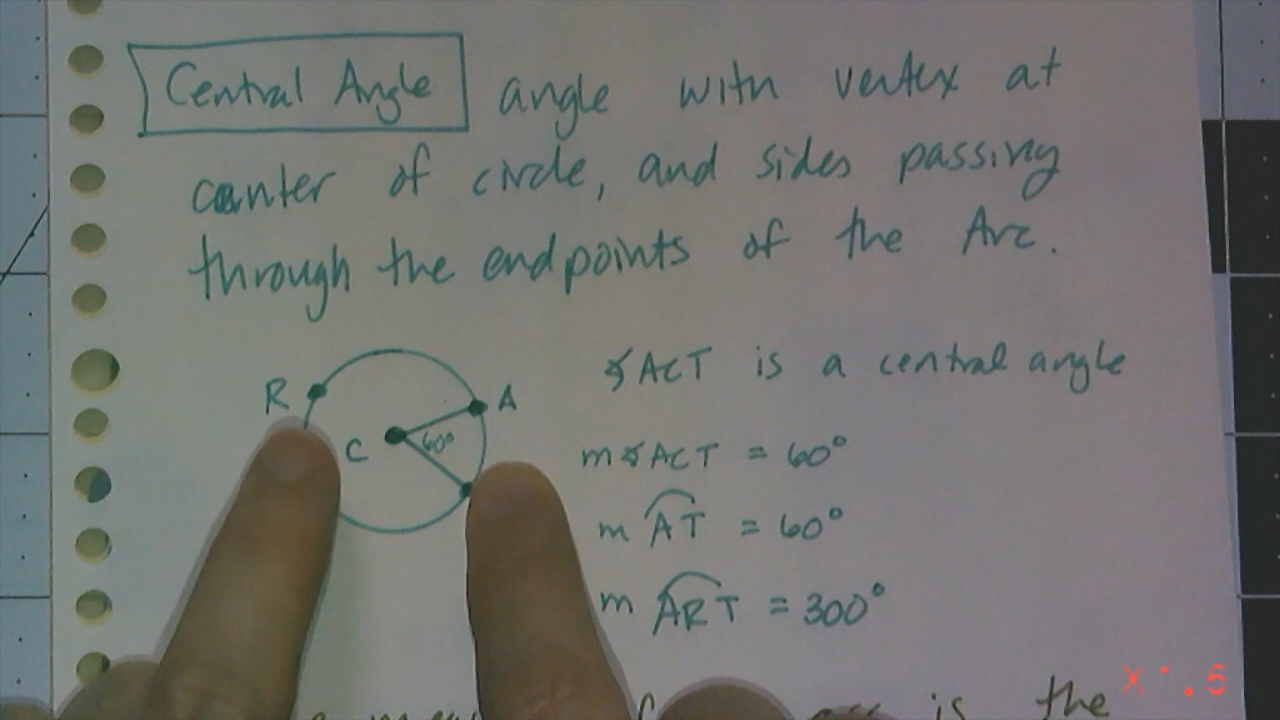 Central Angle angle with vertex at
center of circle, and sides passing
through the endpoints of the Arc.
R A
C 60°
∡ACT is a central angle
m∡ACT = 60°
m AT = 60°
m ART = 300°
is the
x .5